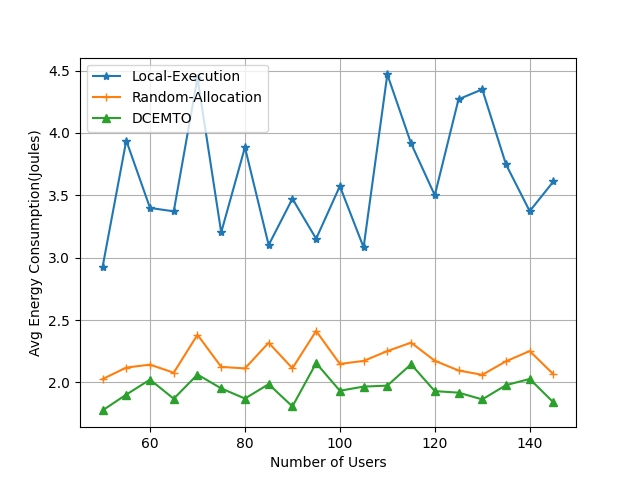 4.5
4.0
3.5
3.0
2.5
2.0
Avg Energy Consumption(Joules)
Local-Execution
Random-Allocation
DCEMTO
60 80 100 120 140
Number of Users